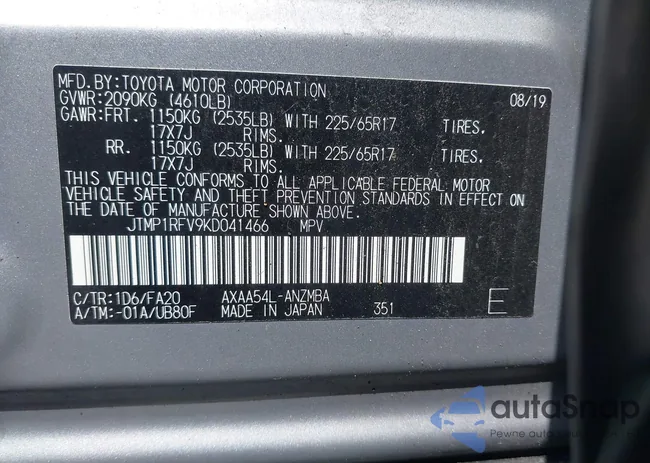 MFD.BY:TOYOTA MOTOR CORPORATION 08/19
GVWR:2090KG (4610LB)
GAWR:FRT. 1150KG (2535LB) WITH 225/65R17 TIRES.
17X7J RIMS.
RR. 1150KG (2535LB) WITH 225/65R17 TIRES.
17X7J RIMS.
THIS VEHICLE CONFORMS TO ALL APPLICABLE FEDERAL MOTOR
VEHICLE SAFETY AND THEFT PREVENTION STANDARDS IN EFFECT ON
THE DATE OF MANUFACTURE SHOWN ABOVE.
JTMP1RFV9KD041466 MPV
C/TR:1D6/FA20 AXAA54L-ANZMBA
A/TM:-01A/UB80F MADE IN JAPAN 351 E
autoSnap
Pewne auto